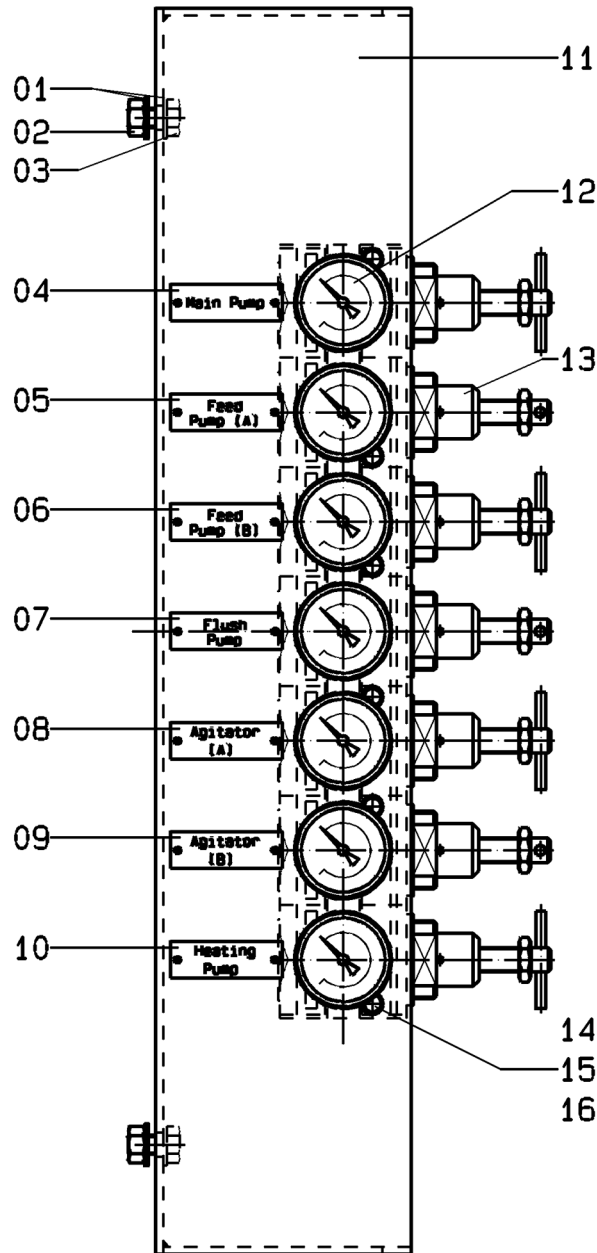 01
02
03
11
12
04
Main Pump
13
05
Feed
Pump (A)
06
Feed
Pump (B)
07
Flush
Pump
08
Agitator
(A)
09
Agitator
(B)
10
Heating
Pump
14
15
16